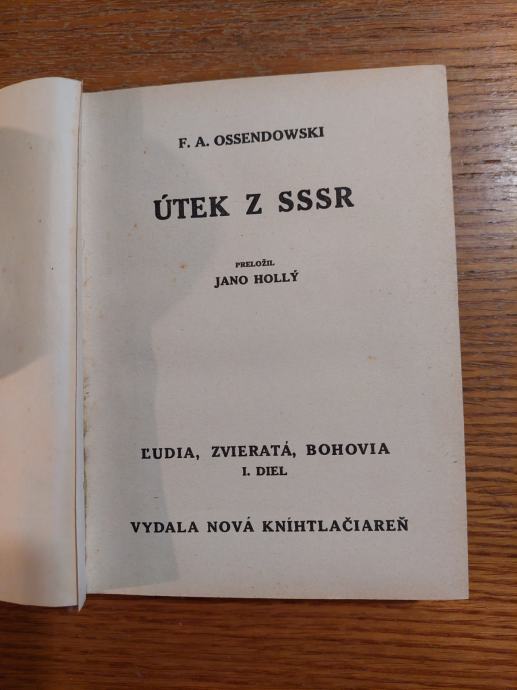 F. A. OSSENDOWSKI
ÚTEK Z SSSR
PRELOŽIL
JANO HOLLÝ
ĽUDIA, ZVIERATÁ, BOHOVIA
I. DIEL
VYDALA NOVÁ KNÍHTLAČIAREŇ